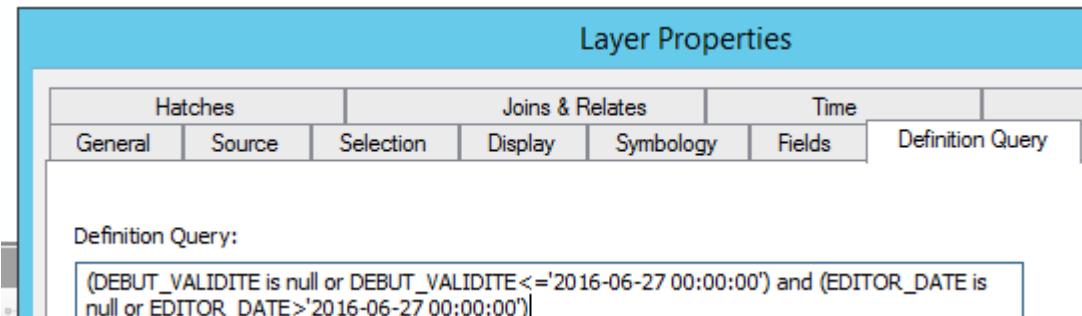 Layer Properties
Hatches Joins & Relates Time
General Source Selection Display Symbology Fields Definition Query
Definition Query:
(DEBUT_VALIDITE is null or DEBUT_VALIDITE<='2016-06-27 00:00:00') and (EDITOR_DATE is
null or EDITOR_DATE>'2016-06-27 00:00:00')